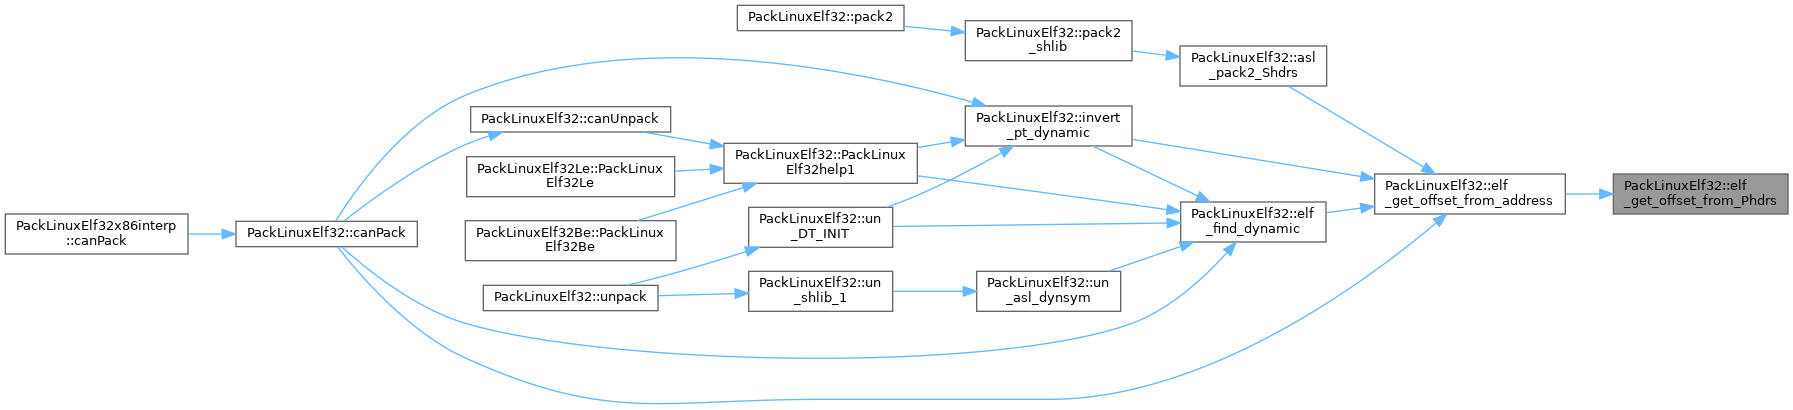 PackLinuxElf32::pack2
PackLinuxElf32::pack2
_shlib
PackLinuxElf32::asl
_pack2_Shdrs
PackLinuxElf32::canUnpack
PackLinuxElf32::invert
_pt_dynamic
PackLinuxElf32::PackLinux
Elf32help1
PackLinuxElf32Le::PackLinux
Elf32Le
PackLinuxElf32::elf
_get_offset_from_address
PackLinuxElf32::elf
_get_offset_from_Phdrs
PackLinuxElf32x86interp
::canPack
PackLinuxElf32::canPack
PackLinuxElf32Be::PackLinux
Elf32Be
PackLinuxElf32::un
_DT_INIT
PackLinuxElf32::elf
_find_dynamic
PackLinuxElf32::unpack
PackLinuxElf32::un
_shlib_1
PackLinuxElf32::un
_asl_dynsym